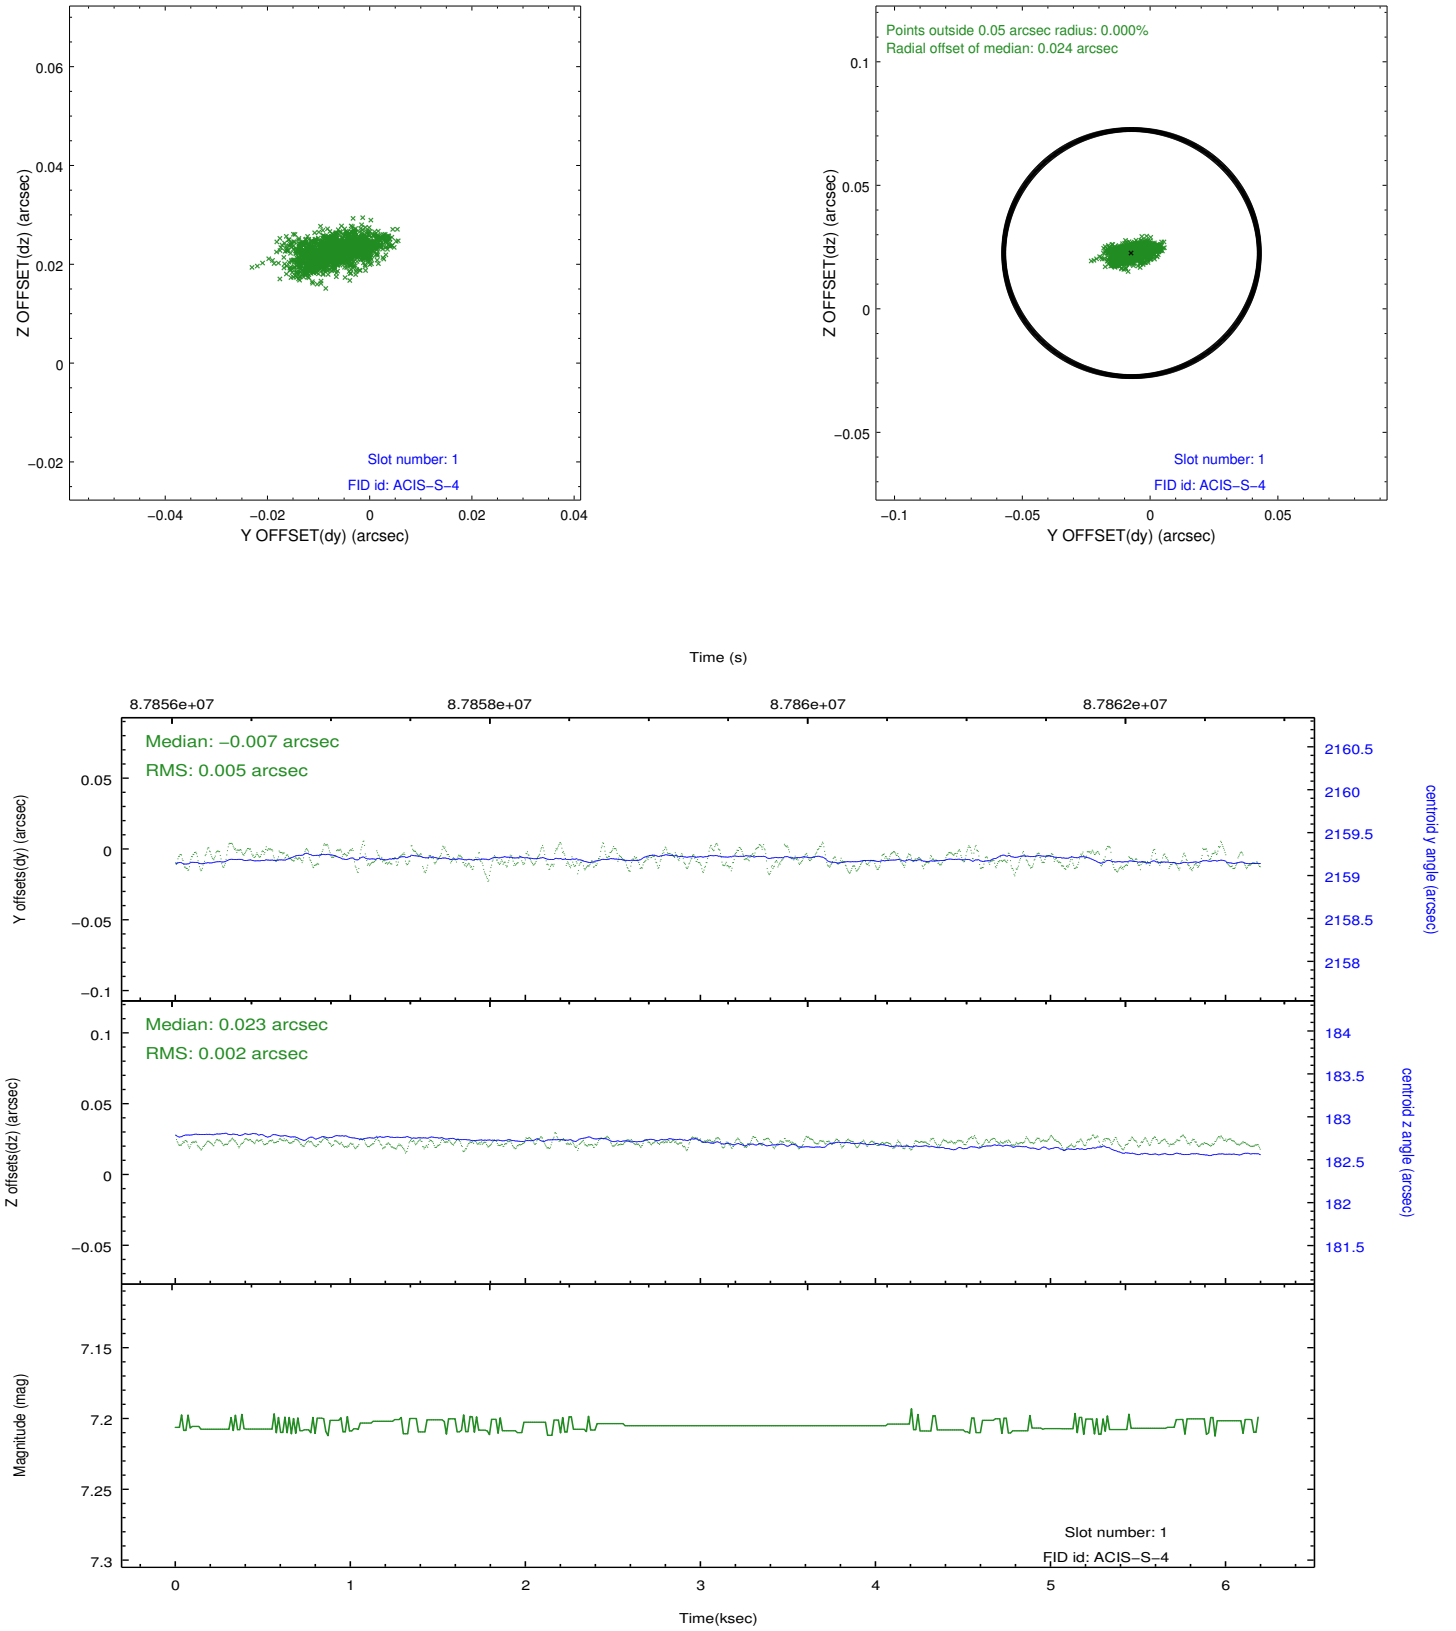 0.06
0.04
0.02
0
−0.02
Z OFFSET(dz) (arcsec)
Slot number: 1
FID id: ACIS−S−4
−0.04
−0.02
0
0.02
0.04
Y OFFSET(dy) (arcsec)
Points outside 0.05 arcsec radius: 0.000%
Radial offset of median: 0.024 arcsec
0.1
0.05
0
−0.05
Z OFFSET(dz) (arcsec)
Slot number: 1
FID id: ACIS−S−4
−0.1
−0.05
0
0.05
Y OFFSET(dy) (arcsec)
Time (s)
8.7856e+07
8.7858e+07
8.786e+07
8.7862e+07
Median: −0.007 arcsec
RMS: 0.005 arcsec
0.05
0
−0.05
−0.1
Y offsets(dy) (arcsec)
2160.5
2160
2159.5
2159
2158.5
2158
centroid y angle (arcsec)
Median: 0.023 arcsec
RMS: 0.002 arcsec
0.1
0.05
0
−0.05
Z offsets(dz) (arcsec)
184
183.5
183
182.5
182
181.5
centroid z angle (arcsec)
7.15
7.2
7.25
7.3
Magnitude (mag)
Slot number: 1
FID id: ACIS−S−4
0
1
2
3
4
5
6
Time(ksec)